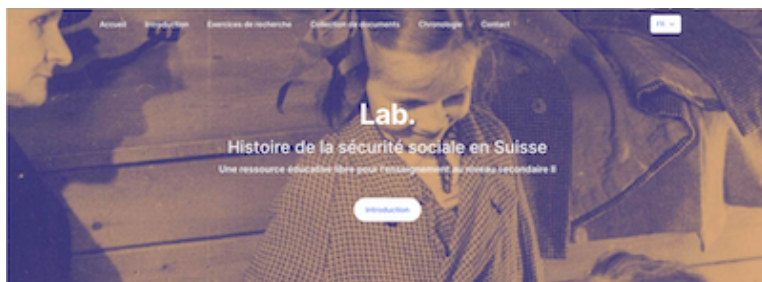 Accueil Introduction Exercices de recherche Collection de documents Chronologie Contact FR
Lab.
Histoire de la sécurité sociale en Suisse
Une ressource éducative libre pour l'enseignement au niveau secondaire II
Introduction